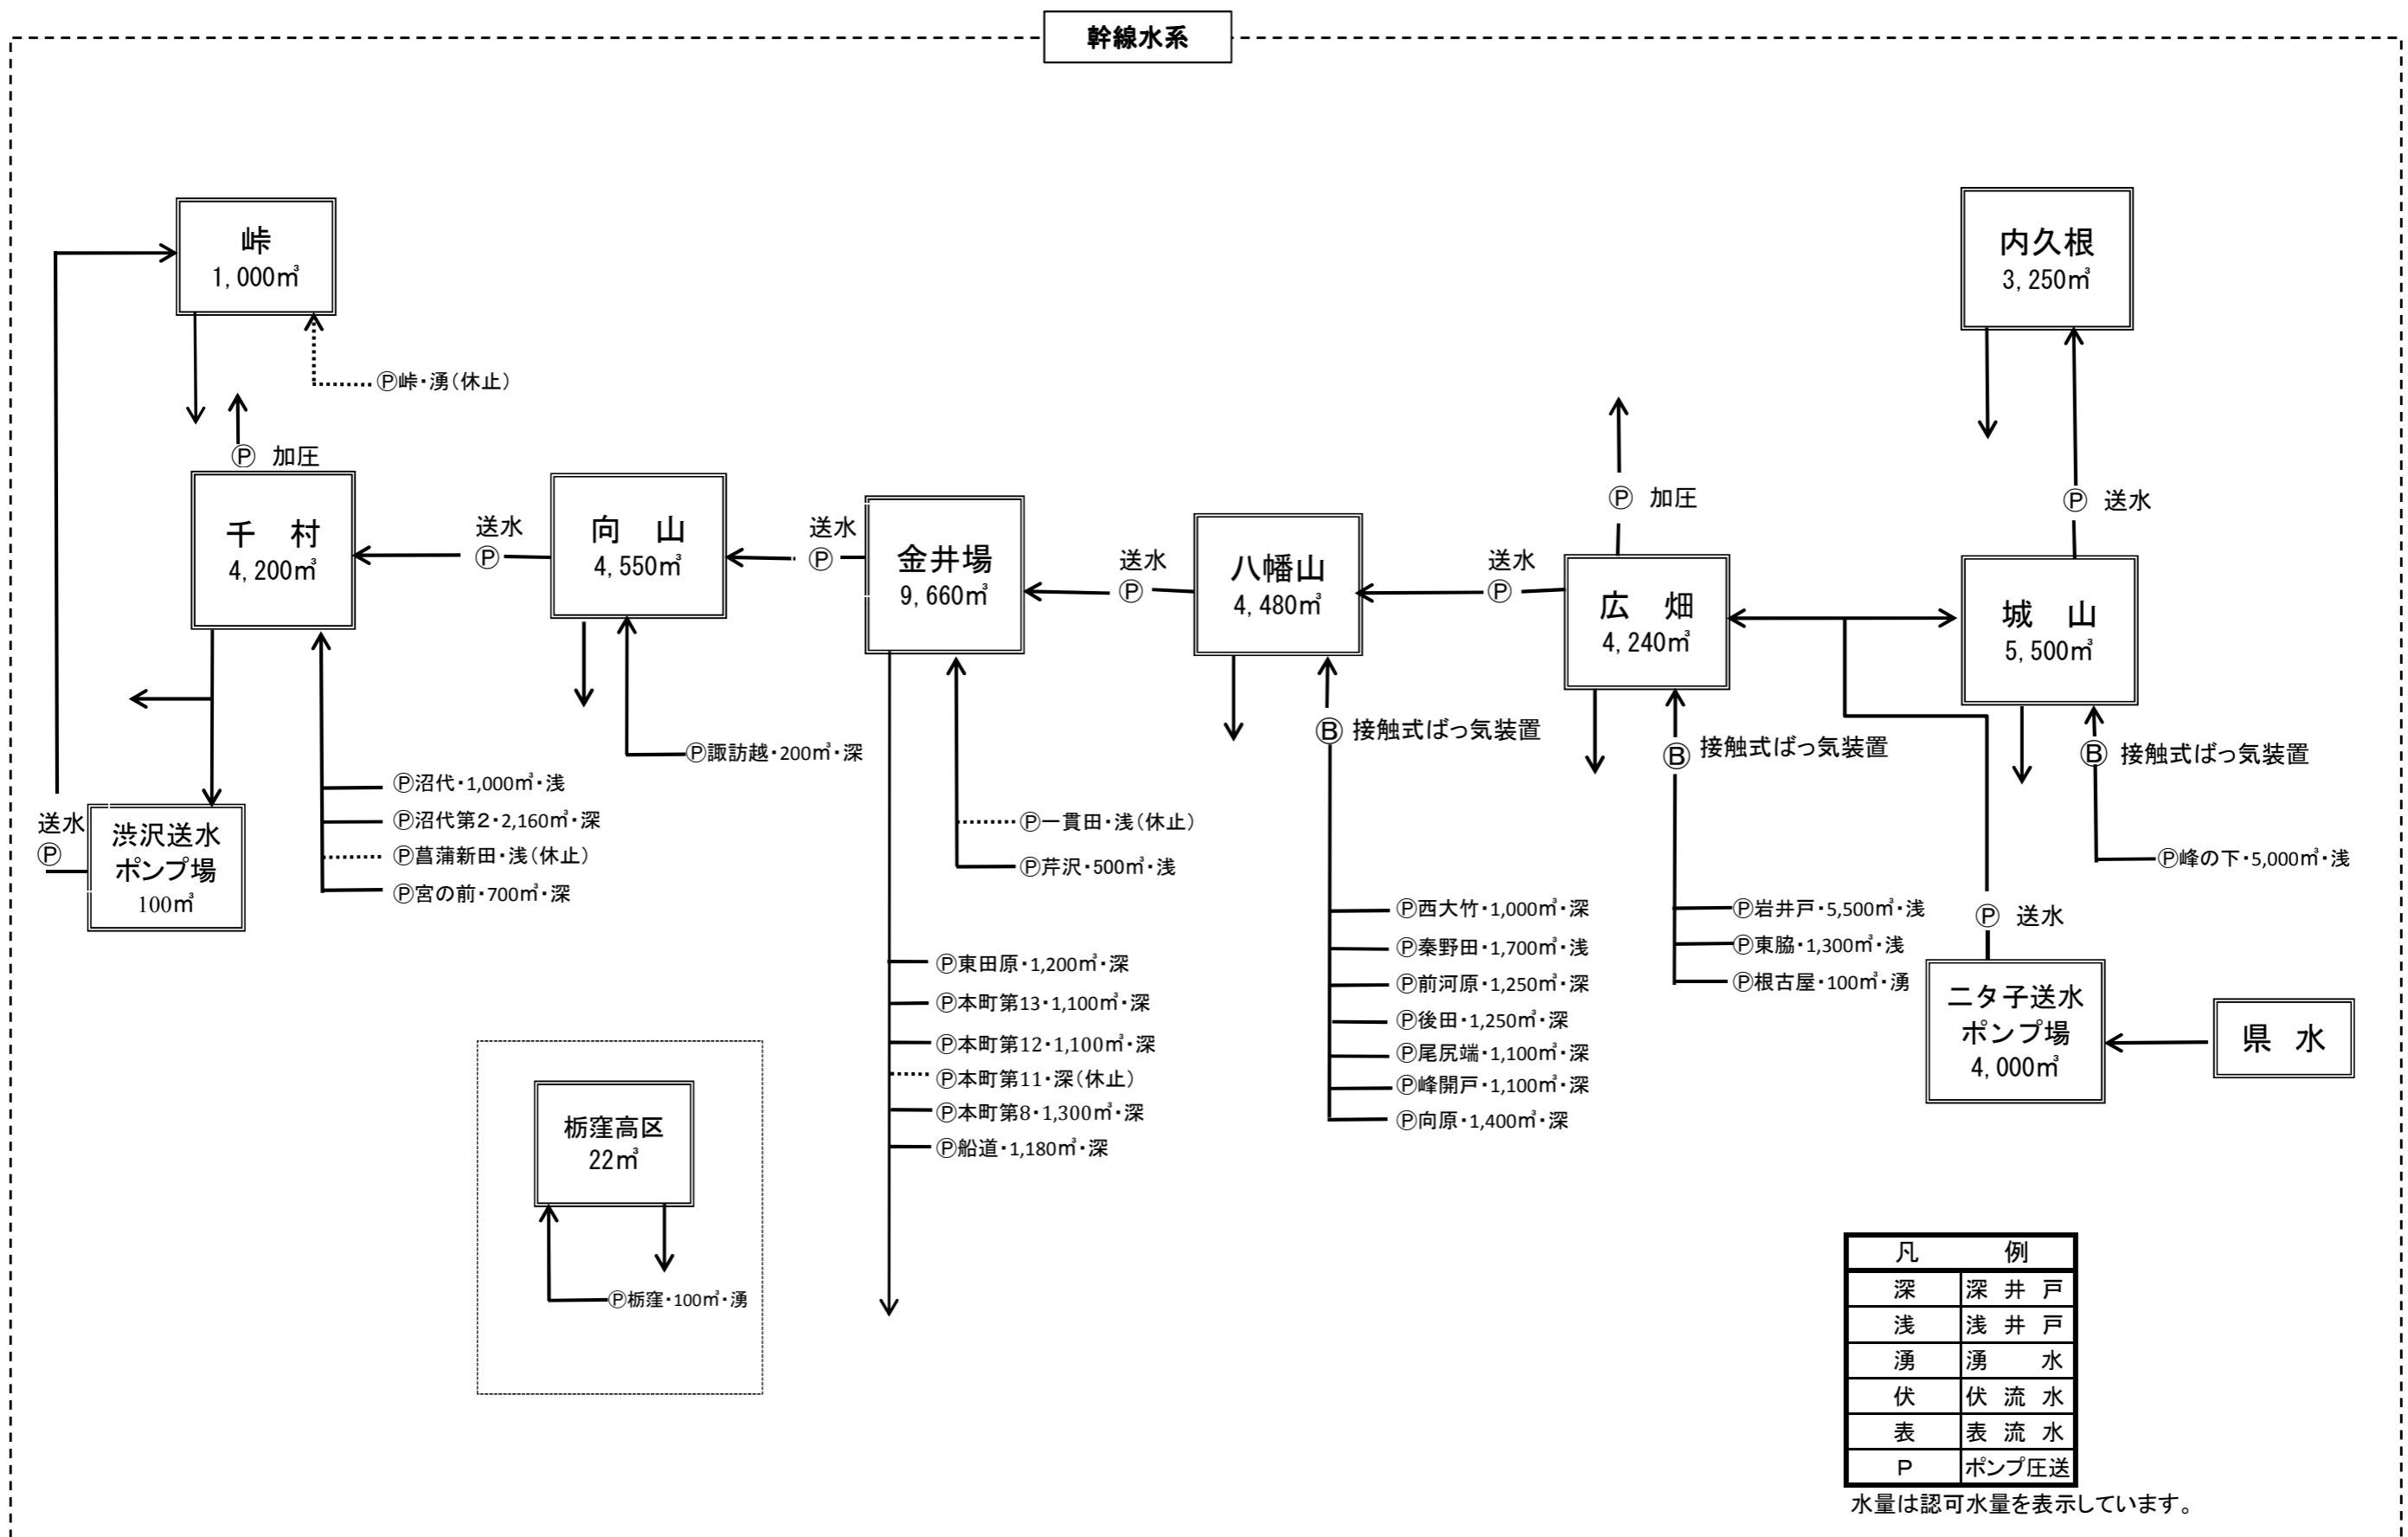 幹線水系
峠
1,000㎥
Ⓟ峠・湧（休止）
内久根
3,250㎥
Ⓟ 加圧
千 村
4,200㎥
送水
Ⓟ
向 山
4,550㎥
送水
Ⓟ
金井場
9,660㎥
送水
Ⓟ
八幡山
4,480㎥
送水
Ⓟ
Ⓟ 加圧
広 畑
4,240㎥
Ⓟ 送水
城 山
5,500㎥
送水
Ⓟ
渋沢送水
ポンプ場
100㎥
Ⓟ沼代・1,000㎥・浅
Ⓟ沼代第２・2,160㎥・深
Ⓟ菖蒲新田・浅（休止）
Ⓟ宮の前・700㎥・深
Ⓟ諏訪越・200㎥・深
Ⓟ一貫田・浅（休止）
Ⓟ芹沢・500㎥・浅
Ⓟ東田原・1,200㎥・深
Ⓟ本町第13・1,100㎥・深
Ⓟ本町第12・1,100㎥・深
Ⓟ本町第11・深（休止）
Ⓟ本町第8・1,300㎥・深
Ⓟ船道・1,180㎥・深
Ⓑ 接触式ばっ気装置
Ⓟ西大竹・1,000㎥・深
Ⓟ秦野田・1,700㎥・浅
Ⓟ前河原・1,250㎥・深
Ⓟ後田・1,250㎥・深
Ⓟ尾尻端・1,100㎥・深
Ⓟ峰開戸・1,100㎥・深
Ⓟ向原・1,400㎥・深
Ⓑ 接触式ばっ気装置
Ⓟ岩井戸・5,500㎥・浅
Ⓟ東脇・1,300㎥・浅
Ⓟ根古屋・100㎥・湧
Ⓑ 接触式ばっ気装置
Ⓟ峰の下・5,000㎥・浅
Ⓟ 送水
二タ子送水
ポンプ場
4,000㎥
県 水
栃窪高区
22㎥
Ⓟ栃窪・100㎥・湧
凡 例
深 深 井 戸
浅 浅 井 戸
湧 湧 水
伏 伏 流 水
表 表 流 水
Ｐ ポンプ圧送
水量は認可水量を表示しています。